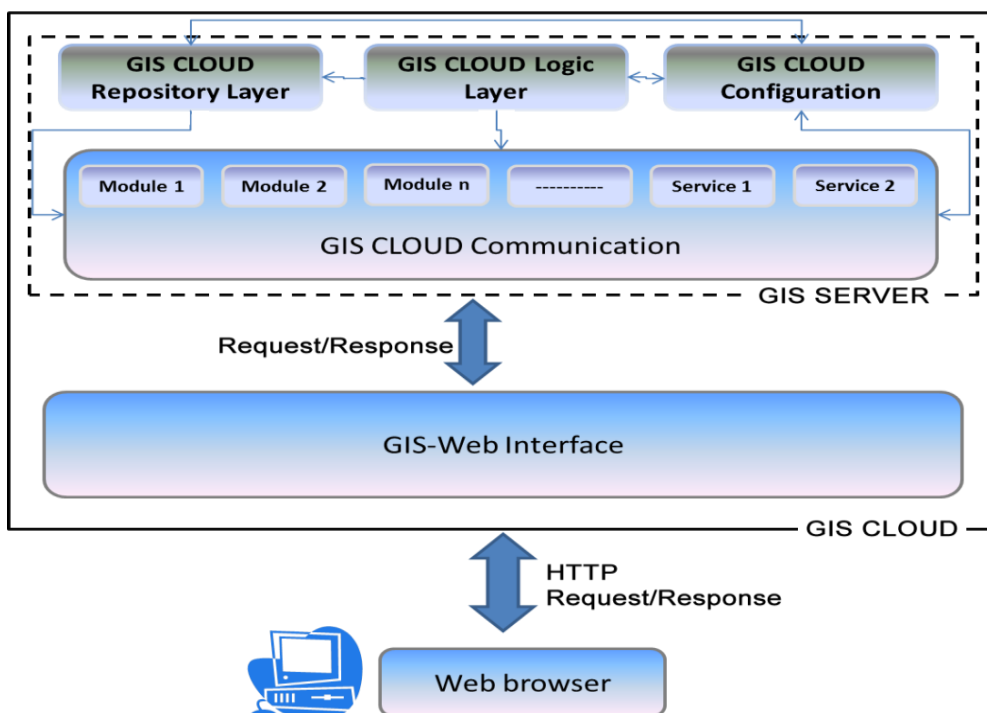 GIS CLOUD
Repository Layer
GIS CLOUD Logic
Layer
GIS CLOUD
Configuration
Module 1
Module 2
Module n
----------
Service 1
Service 2
GIS CLOUD Communication
GIS SERVER
Request/Response
GIS-Web Interface
GIS CLOUD
HTTP
Request/Response
Web browser